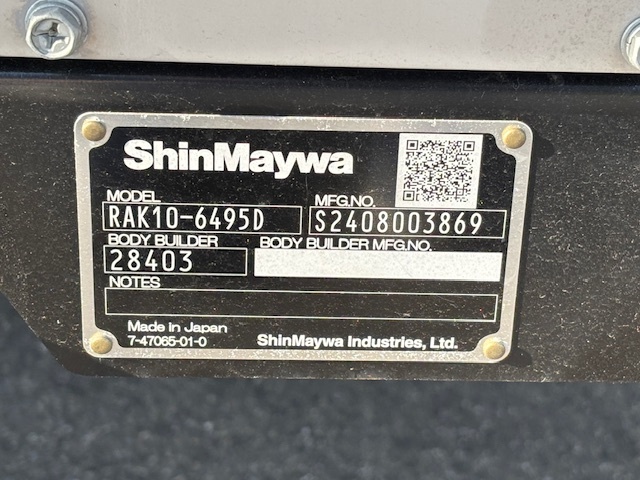 ShinMaywa
MODEL MFG.NO.
RAK10-6495D S2408003869
BODY BUILDER BODY BUILDER MFG.NO.
28403
NOTES
Made in Japan
7-47065-01-0 ShinMaywa Industries, Ltd.